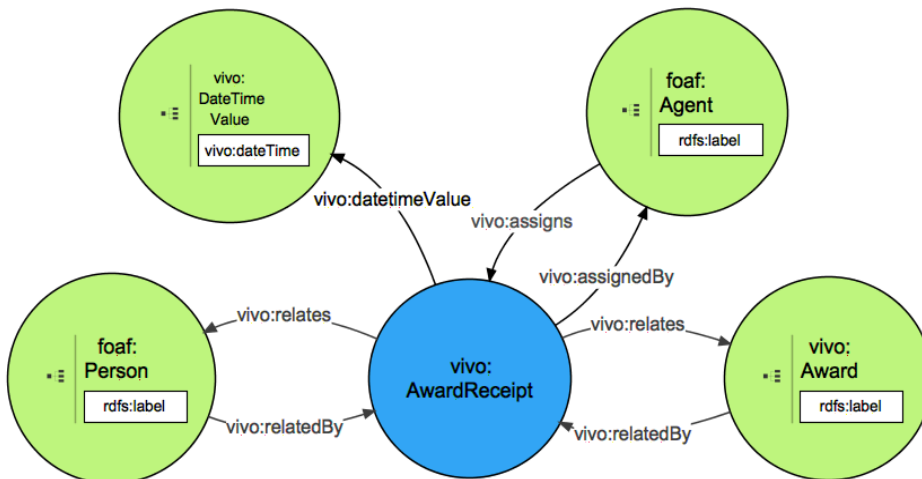 vivo:
DateTime
Value
vivo:dateTime
foaf:
Agent
rdfs:label
vivo:datetimeValue
vivo:assigns
vivo:assignedBy
vivo:relates
vivo:relates
foaf:
Person
rdfs:label
vivo:
AwardReceipt
vivo:
Award
rdfs:label
vivo:relatedBy
vivo:relatedBy